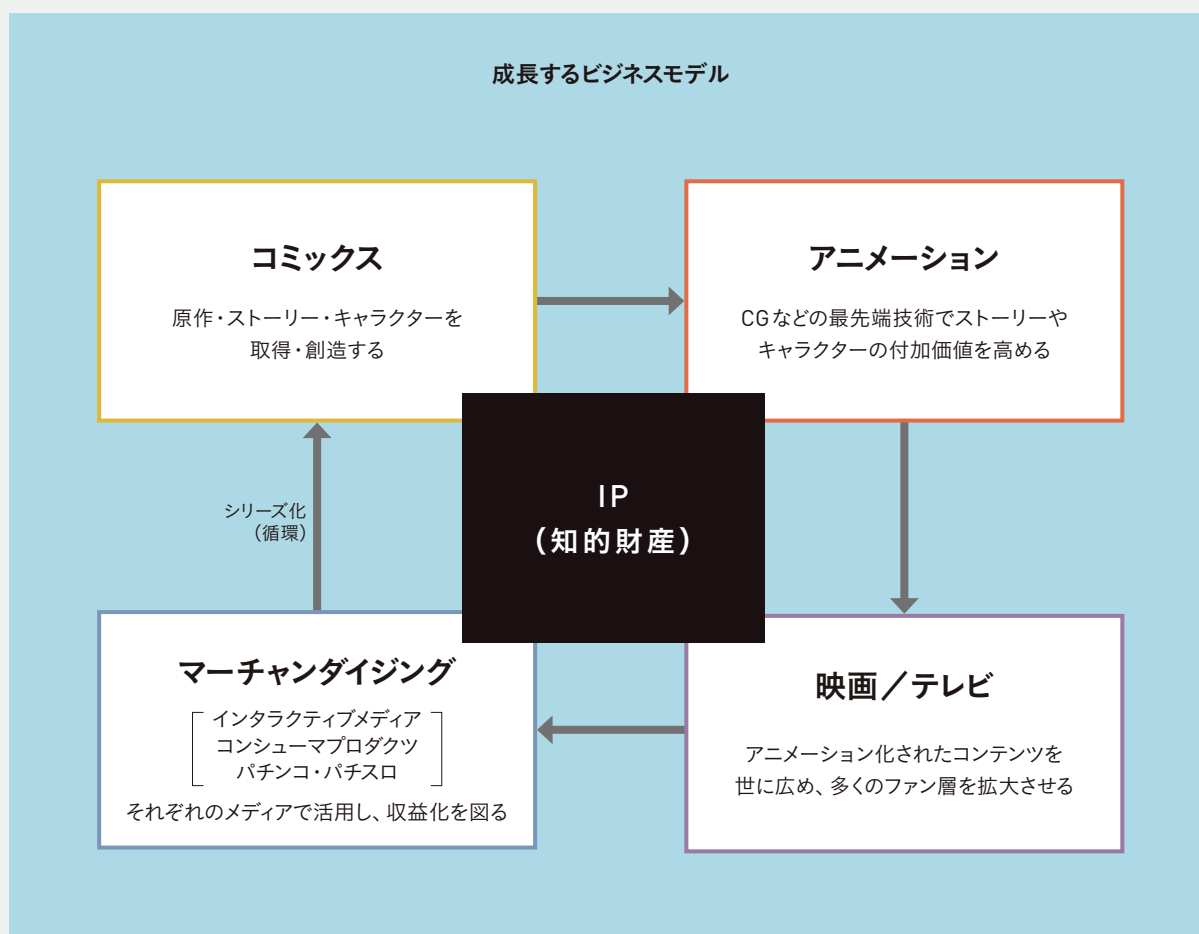 成長するビジネスモデル
コミックス
原作・ストーリー・キャラクターを
取得・創造する
アニメーション
CGなどの最先端技術でストーリーや
キャラクターの付加価値を高める
IP
(知的財産)
シリーズ化
(循環)
マーチャンダイジング
インタラクティブメディア
コンシューマプロダクツ
パチンコ・パチスロ
それぞれのメディアで活用し、収益化を図る
映画/テレビ
アニメーション化されたコンテンツを
世に広め、多くのファン層を拡大させる